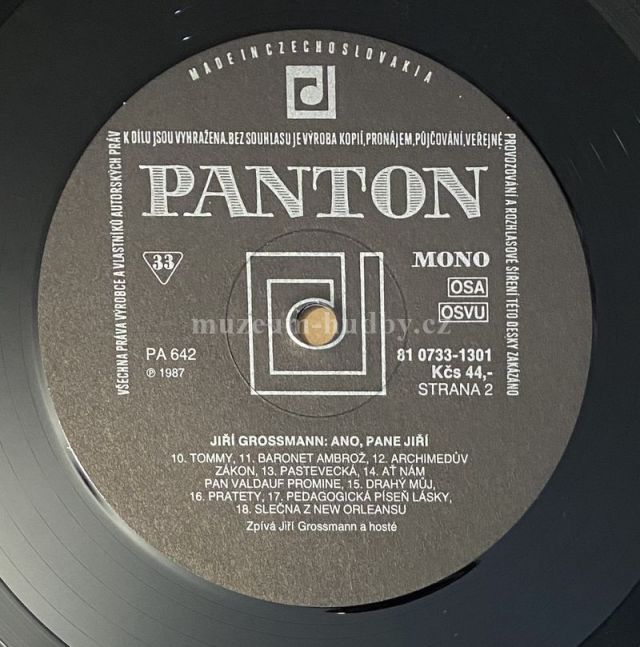 MADE IN CZECHOSLOVAKIA
VŠECHNA PRÁVA VÝROBCE A VLASTNÍKŮ AUTORSKÝCH PRÁV
K DÍLU JSOU VYHRAŽENA. BEZ SOUHLASU JE VÝROBA KOPIÍ, PRONÁJEM, PŮJČOVÁNÍ, VEŘEJNÉ
PROVOZOVÁNÍ A ROZHLASOVÉ ŠÍŘENÍ TÉTO DESKY ZAKÁZÁNO
PANTON
33
MONO
OSA
OSVU
muzeum-hudby.cz
PA 642
℗ 1987
81 0733-1301
Kčs 44,-
STRANA 2
JIŘÍ GROSSMANN: ANO, PANE JIŘÍ
10. TOMMY, 11. BARONET AMBROŽ, 12. ARCHIMEDŮV
ZÁKON, 13. PASTEVECKÁ, 14. AŤ NÁM
PAN VALDAUF PROMINE, 15. DRAHÝ MŮJ,
16. PRATETY, 17. PEDAGOGICKÁ PÍSEŇ LÁSKY,
18. SLEČNA Z NEW ORLEANSU
Zpívá Jiří Grossmann a hosté